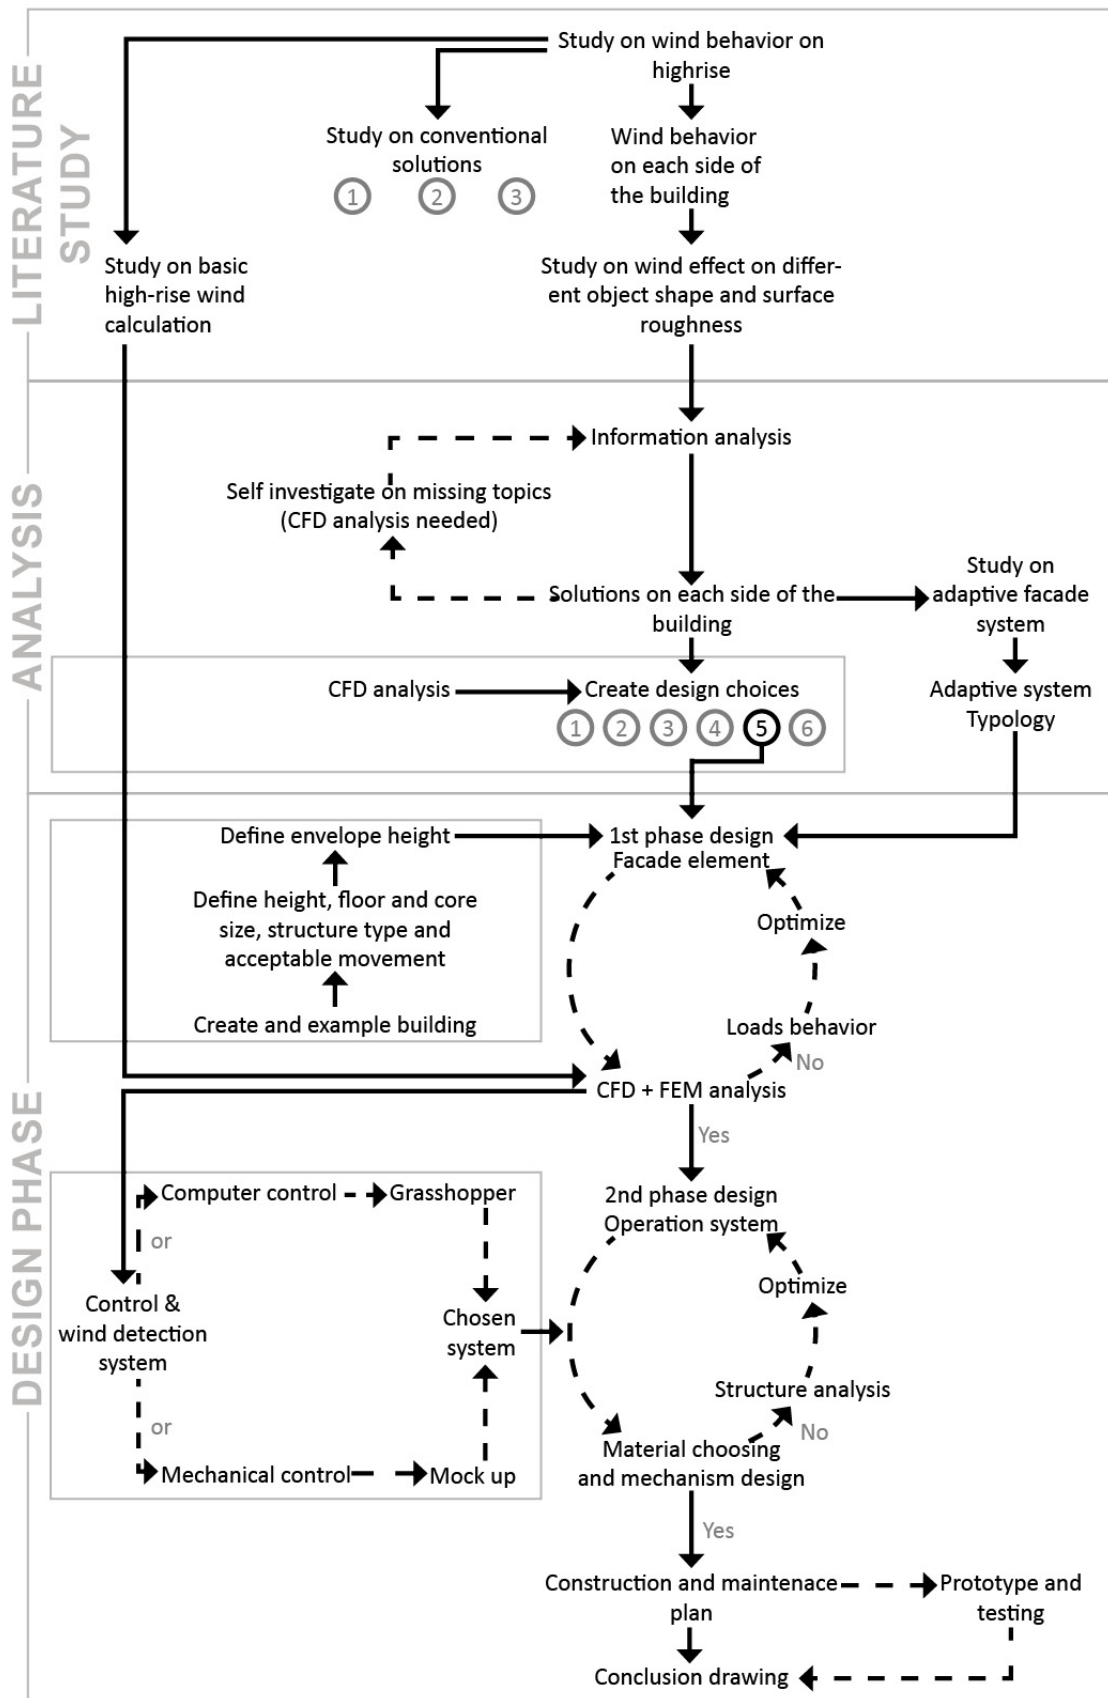 LITERATURE
STUDY
Study on wind behavior on
highrise
Study on conventional
solutions
1 2 3
Wind behavior
on each side of
the building
Study on basic
high-rise wind
calculation
Study on wind effect on differ-
ent object shape and surface
roughness
ANALYSIS
Information analysis
Self investigate on missing topics
(CFD analysis needed)
Solutions on each side of the
building
Study on
adaptive facade
system
CFD analysis
Create design choices
1 2 3 4 5 6
Adaptive system
Typology
DESIGN PHASE
Define envelope height
1st phase design
Facade element
Define height, floor and core
size, structure type and
acceptable movement
Optimize
Create and example building
Loads behavior
No
CFD + FEM analysis
Yes
Computer control
Grasshopper
2nd phase design
Operation system
or
Optimize
Control &
wind detection
system
Chosen
system
Structure analysis
No
or
Material choosing
and mechanism design
Mechanical control
Mock up
Yes
Construction and maintenace
plan
Prototype and
testing
Conclusion drawing